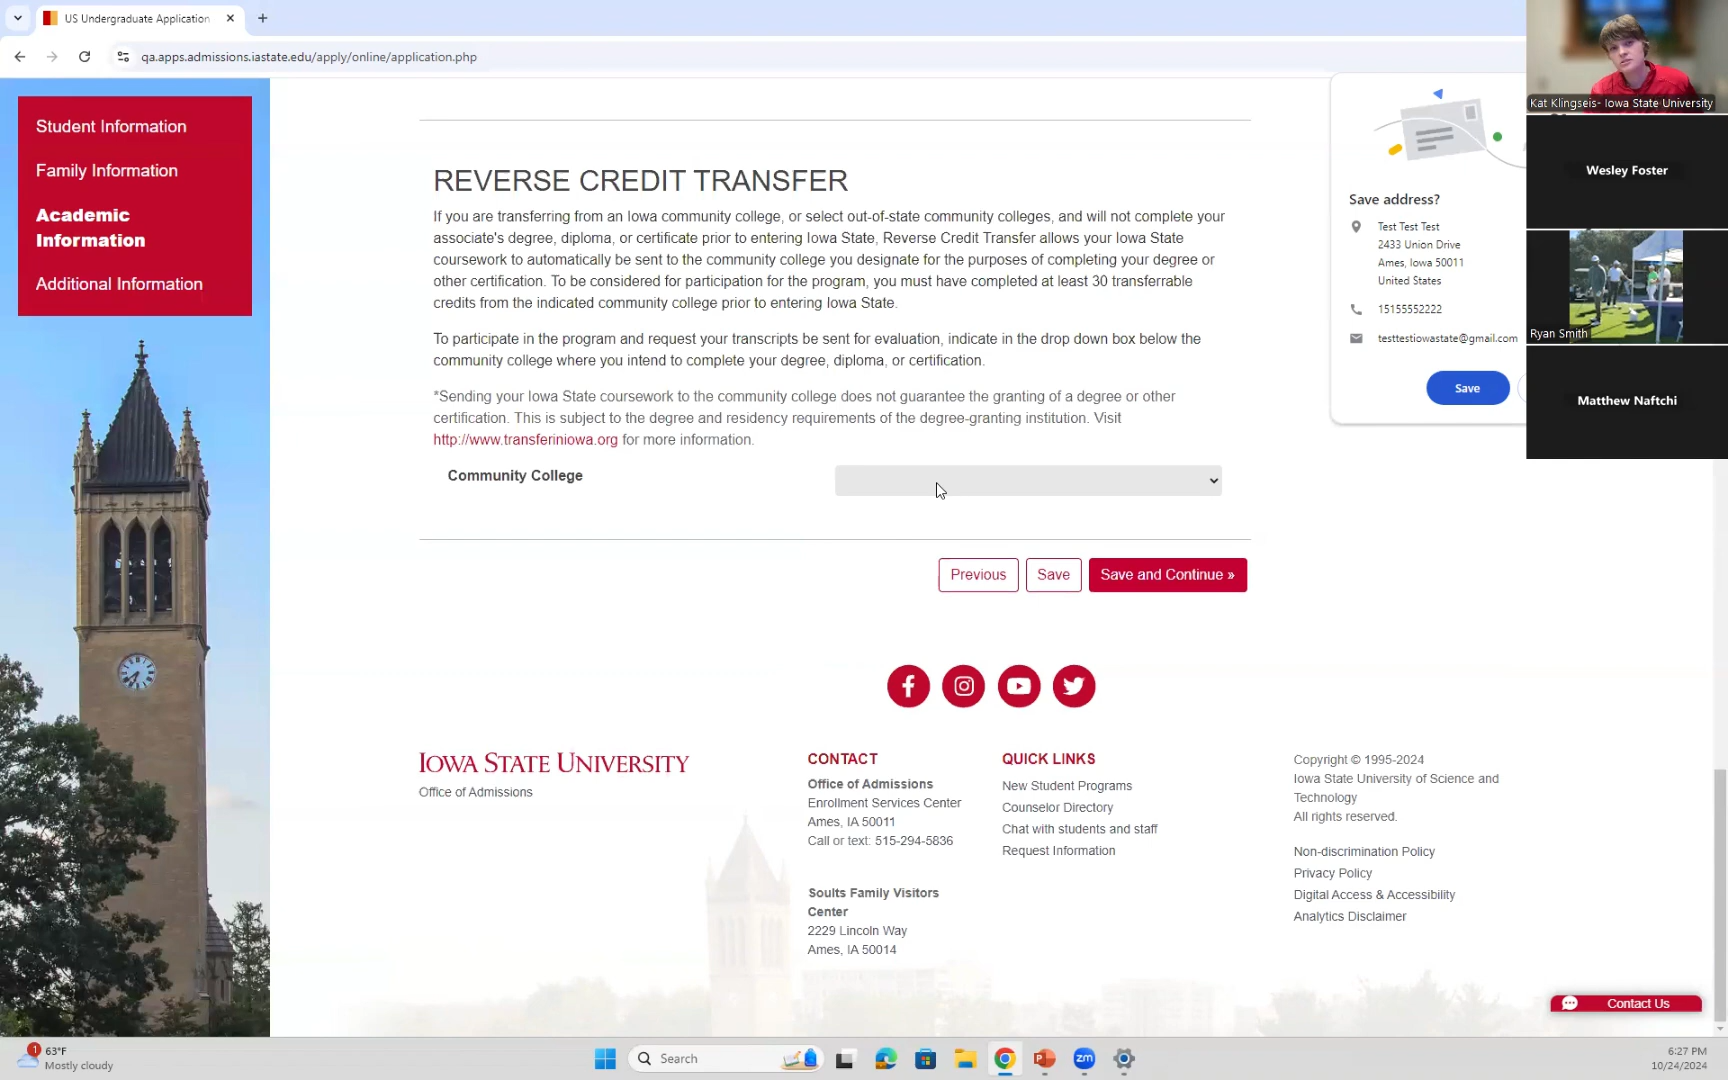 US Undergraduate Application
qa.apps.admissions.iastate.edu/apply/online/application.php
Student Information
Family Information
Academic
Information
Additional Information
REVERSE CREDIT TRANSFER
If you are transferring from an Iowa community college, or select out-of-state community colleges, and will not complete your
associate's degree, diploma, or certificate prior to entering Iowa State, Reverse Credit Transfer allows your Iowa State
coursework to automatically be sent to the community college you designate for the purposes of completing your degree or
other certification. To be considered for participation for the program, you must have completed at least 30 transferrable
credits from the indicated community college prior to entering Iowa State.
To participate in the program and request your transcripts be sent for evaluation, indicate in the drop down box below the
community college where you intend to complete your degree, diploma, or certification.
*Sending your Iowa State coursework to the community college does not guarantee the granting of a degree or other
certification. This is subject to the degree and residency requirements of the degree-granting institution. Visit
http://www.transferiniowa.org for more information.
Community College
Previous
Save
Save and Continue »
Save address?
Test Test Test
2433 Union Drive
Ames, Iowa 50011
United States
15155552222
testtestiowastate@gmail.com
Save
Kat Klingseis- Iowa State University
Wesley Foster
Ryan Smith
Matthew Naftchi
IOWA STATE UNIVERSITY
Office of Admissions
CONTACT
Office of Admissions
Enrollment Services Center
Ames, IA 50011
Call or text: 515-294-5836
Soults Family Visitors
Center
2229 Lincoln Way
Ames, IA 50014
QUICK LINKS
New Student Programs
Counselor Directory
Chat with students and staff
Request Information
Copyright © 1995-2024
Iowa State University of Science and
Technology
All rights reserved.
Non-discrimination Policy
Privacy Policy
Digital Access & Accessibility
Analytics Disclaimer
Contact Us
1
63°F
Mostly cloudy
Search
zm
6:27 PM
10/24/2024